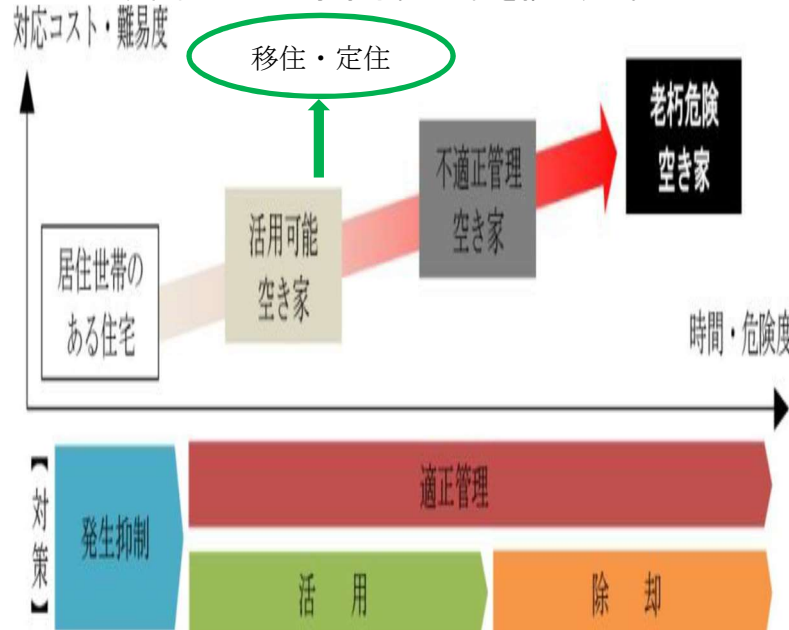 対応コスト・難易度
移住・定住
老朽危険
空き家
不適正管理
空き家
活用可能
空き家
居住世帯の
ある住宅
時間・危険度
【対策】
発生抑制
適正管理
活 用
除 却